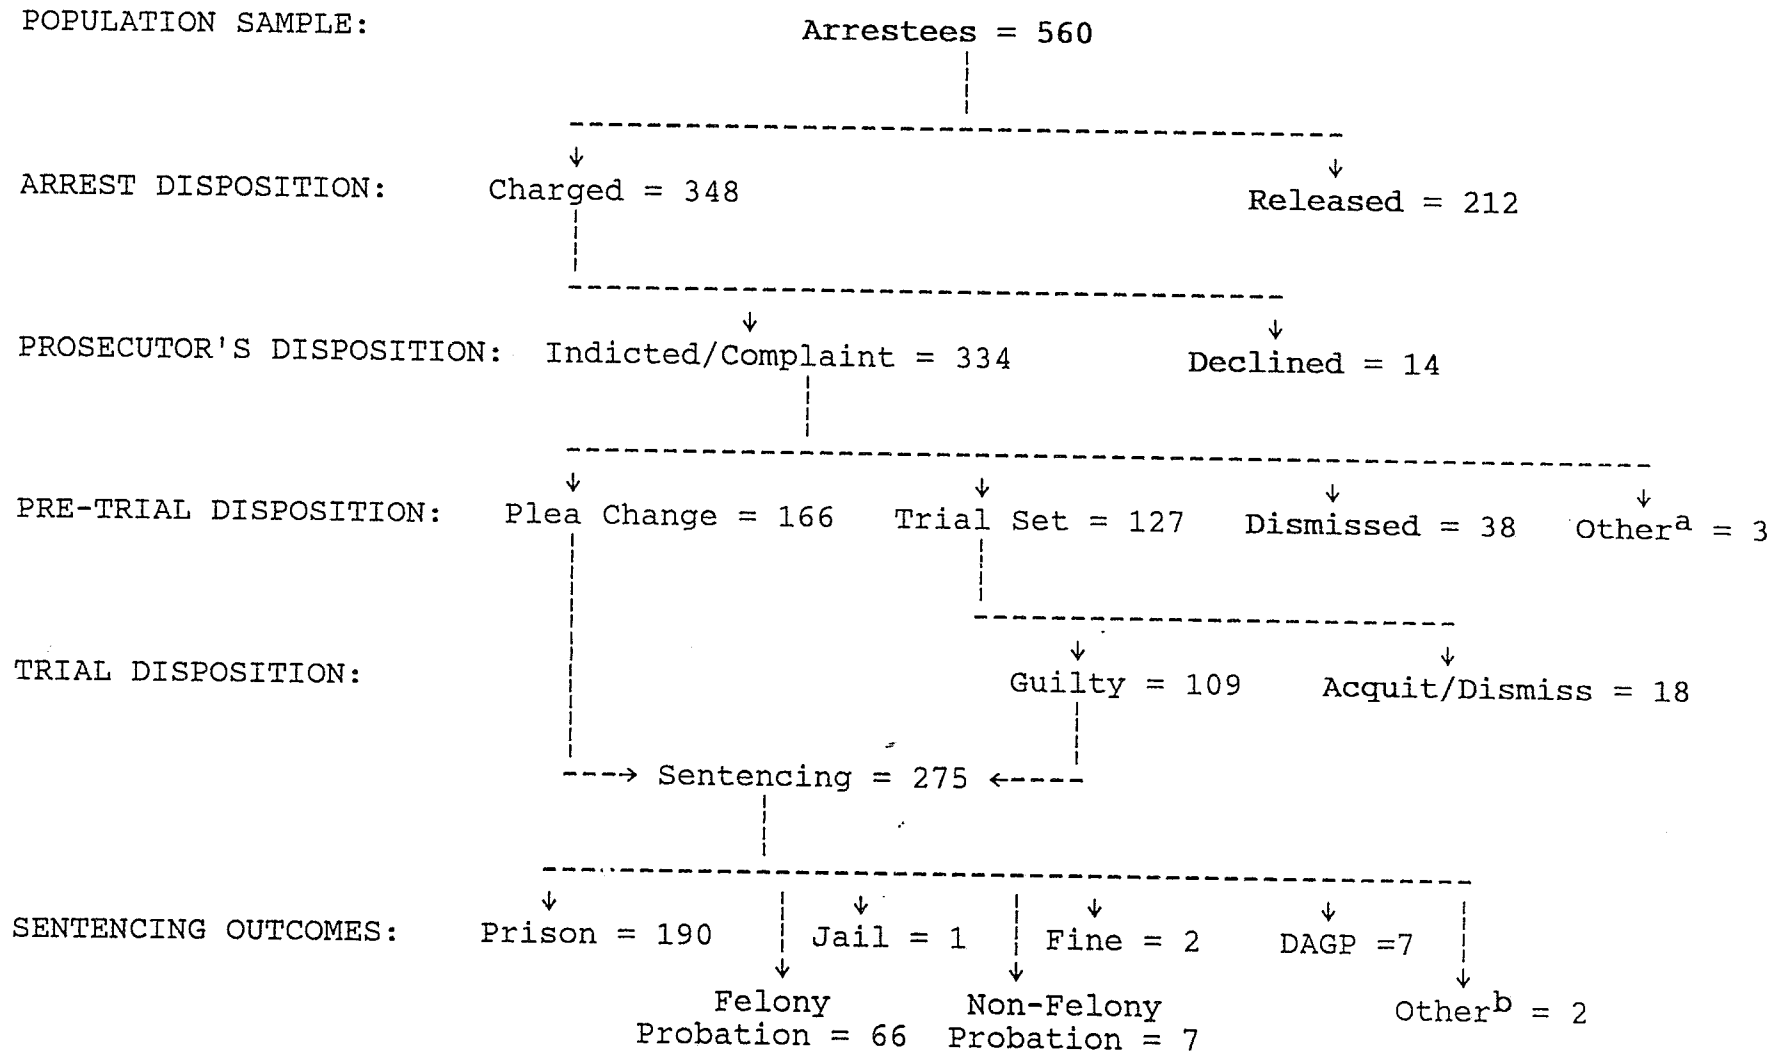 POPULATION SAMPLE: Arrestees = 560
ARREST DISPOSITION: Charged = 348 Released = 212
PROSECUTOR'S DISPOSITION: Indicted/Complaint = 334 Declined = 14
PRE-TRIAL DISPOSITION: Plea Change = 166 Trial Set = 127 Dismissed = 38 Otherᵃ = 3
TRIAL DISPOSITION: Guilty = 109 Acquit/Dismiss = 18
Sentencing = 275
SENTENCING OUTCOMES: Prison = 190 Jail = 1 Fine = 2 DAGP =7
Felony Non-Felony Otherᵇ = 2
Probation = 66 Probation = 7